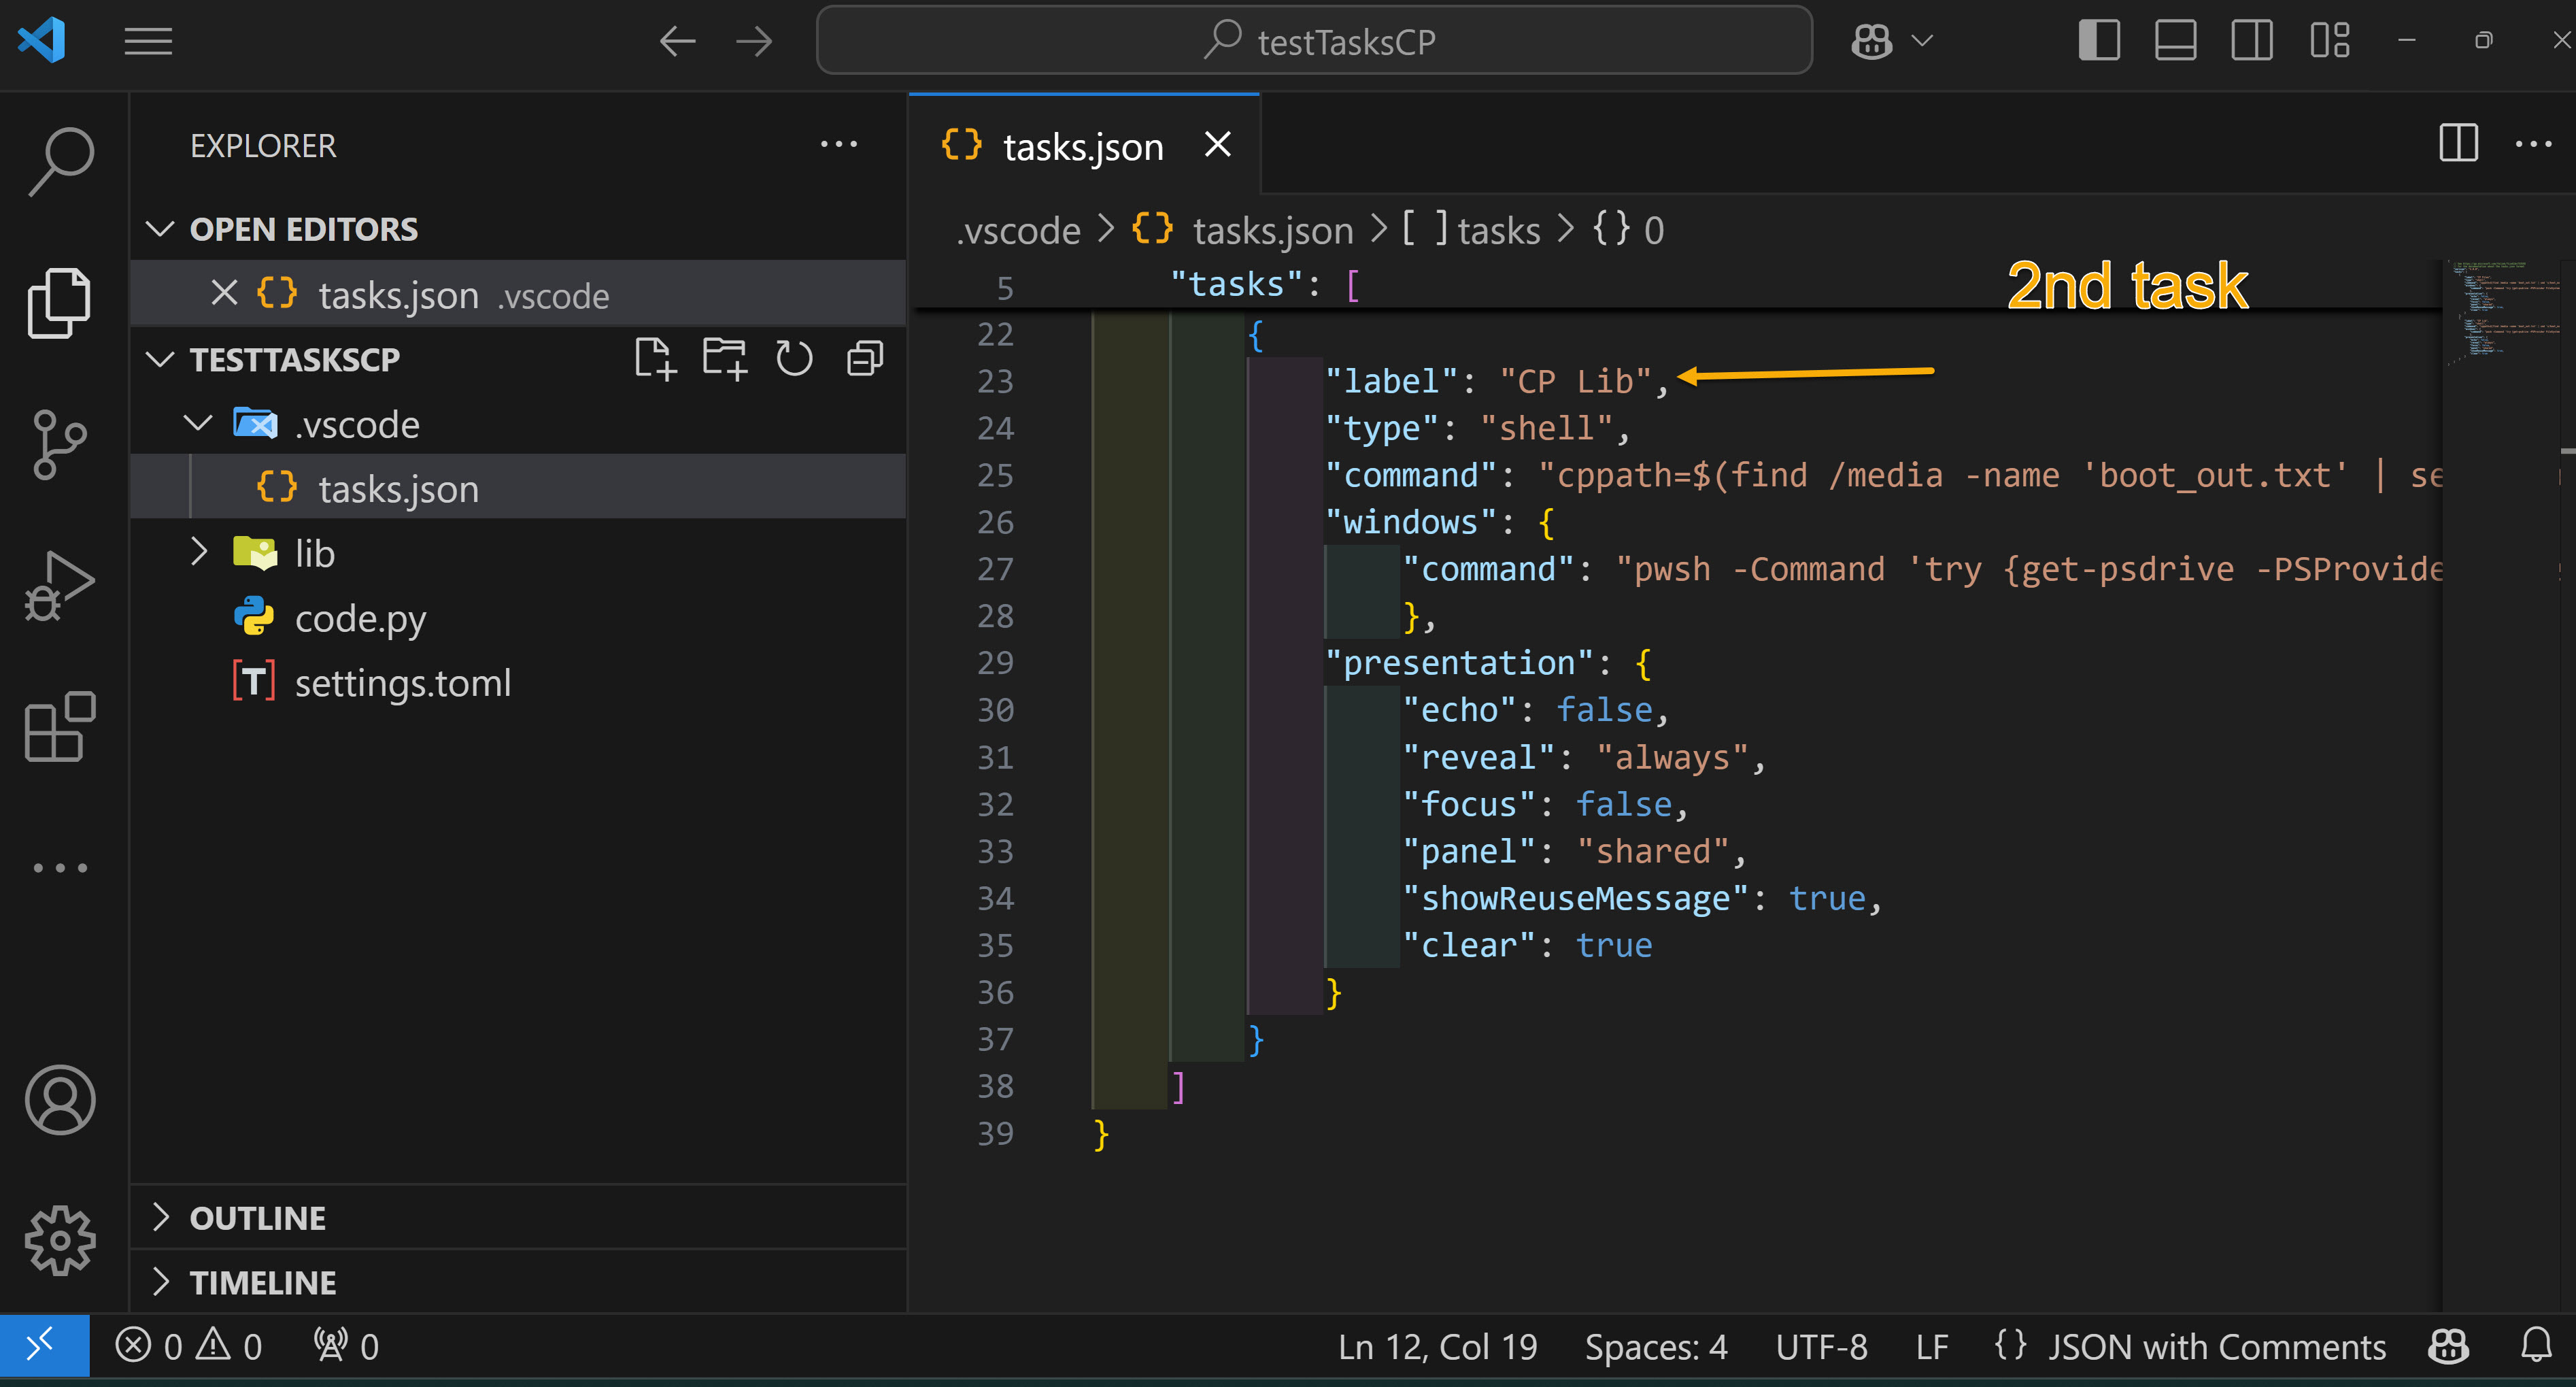 testTasksCP
EXPLORER
OPEN EDITORS
tasks.json .vscode
TESTTASKSCP
.vscode
tasks.json
lib
code.py
settings.toml
OUTLINE
TIMELINE
tasks.json
.vscode > {} tasks.json > [ ] tasks > {} 0
2nd task
5 "tasks": [
22 {
23 "label": "CP Lib",
24 "type": "shell",
25 "command": "cppath=$(find /media -name 'boot_out.txt' | se
26 "windows": {
27 "command": "pwsh -Command 'try {get-psdrive -PSProvide
28 },
29 "presentation": {
30 "echo": false,
31 "reveal": "always",
32 "focus": false,
33 "panel": "shared",
34 "showReuseMessage": true,
35 "clear": true
36 }
37 }
38 ]
39 }
0 0 0 Ln 12, Col 19 Spaces: 4 UTF-8 LF {} JSON with Comments